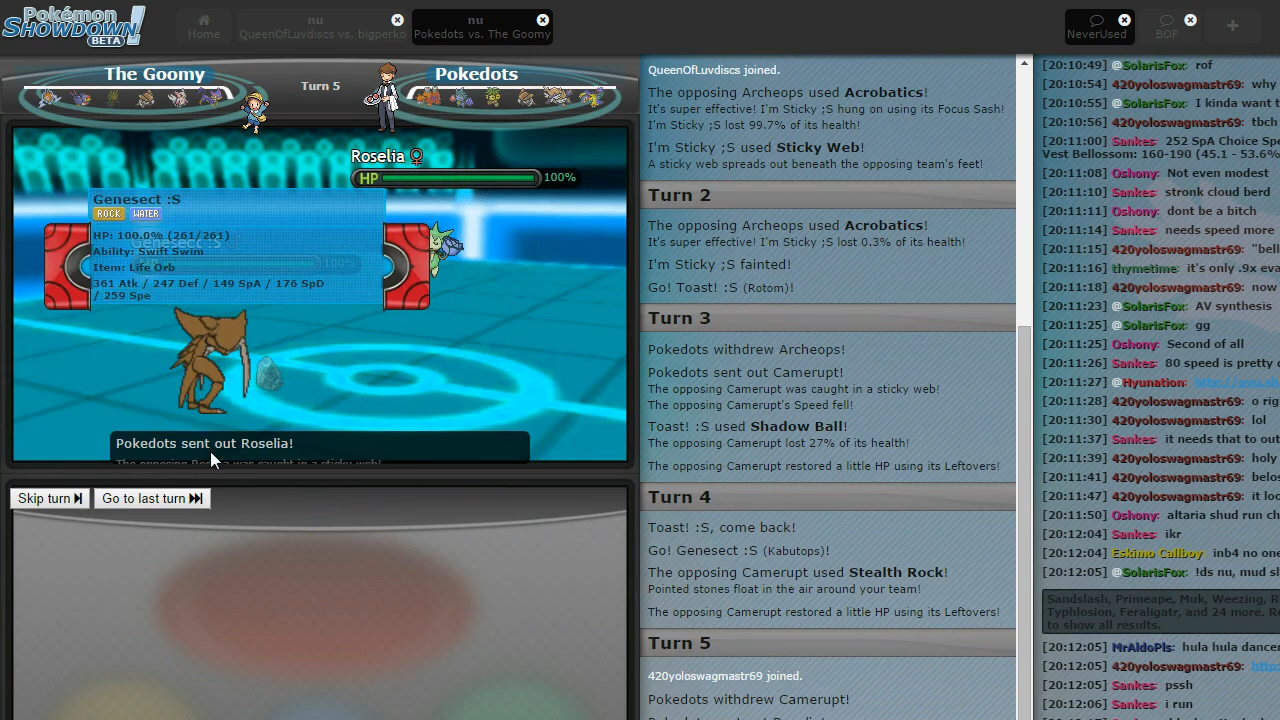 Pokémon
SHOWDOWN!
BETA
Home
nu
QueenOfLuvdiscs vs. bigperko
nu
Pokedots vs. The Goomy
NeverUsed
BOF
The Goomy
Turn 5
Pokedots
Roselia ♀
HP 100%
Genesect :S
ROCK WATER
HP: 100.0% (261/261)
Ability: Swift Swim
Item: Life Orb
361 Atk / 247 Def / 149 SpA / 176 SpD
/ 259 Spe
Pokedots sent out Roselia!
The opposing Roselia was caught in a sticky web!
Skip turn
Go to last turn
QueenOfLuvdiscs joined.
The opposing Archeops used Acrobatics!
It's super effective! I'm Sticky ;S hung on using its Focus Sash!
I'm Sticky ;S lost 99.7% of its health!
I'm Sticky ;S used Sticky Web!
A sticky web spreads out beneath the opposing team's feet!
Turn 2
The opposing Archeops used Acrobatics!
It's super effective! I'm Sticky ;S lost 0.3% of its health!
I'm Sticky ;S fainted!
Go! Toast! :S (Rotom)!
Turn 3
Pokedots withdrew Archeops!
Pokedots sent out Camerupt!
The opposing Camerupt was caught in a sticky web!
The opposing Camerupt's Speed fell!
Toast! :S used Shadow Ball!
The opposing Camerupt lost 27% of its health!
The opposing Camerupt restored a little HP using its Leftovers!
Turn 4
Toast! :S, come back!
Go! Genesect :S (Kabutops)!
The opposing Camerupt used Stealth Rock!
Pointed stones float in the air around your team!
The opposing Camerupt restored a little HP using its Leftovers!
Turn 5
420yoloswagmastr69 joined.
Pokedots withdrew Camerupt!
[20:10:49] @SolarisFox: rof
[20:10:54] 420yoloswagmastr69: why
[20:10:55] @SolarisFox: I kinda want t
[20:10:56] 420yoloswagmastr69: tbch
[20:11:00] Sankes: 252 SpA Choice Spe
Vest Bellossom: 160-190 (45.1 - 53.6%
[20:11:08] Oshony: Not even modest
[20:11:10] Sankes: stronk cloud berd
[20:11:11] Oshony: dont be a bitch
[20:11:14] Sankes: needs speed more
[20:11:15] 420yoloswagmastr69: "bell
[20:11:16] thymetime: it's only .9x eva
[20:11:18] 420yoloswagmastr69: now
[20:11:23] @SolarisFox: AV synthesis
[20:11:25] @SolarisFox: gg
[20:11:25] Oshony: Second of all
[20:11:26] Sankes: 80 speed is pretty c
[20:11:27] @Hyunation:
[20:11:28] 420yoloswagmastr69: o rig
[20:11:30] 420yoloswagmastr69: lol
[20:11:37] Sankes: it needs that to out
[20:11:39] 420yoloswagmastr69: holy
[20:11:41] 420yoloswagmastr69: belos
[20:11:47] 420yoloswagmastr69: it loo
[20:11:50] Oshony: altaria shud run ch
[20:12:04] Sankes: ikr
[20:12:04] Eskimo Callboy: inb4 no one
[20:12:05] @SolarisFox: !ds nu, mud sl
Sandslash, Primeape, Muk, Weezing, R
Typhlosion, Feraligatr, and 24 more. Re
to show all results.
[20:12:05] MrAldoPls: hula hula dancer
[20:12:05] 420yoloswagmastr69: http:
[20:12:05] Sankes: pssh
[20:12:06] Sankes: i run